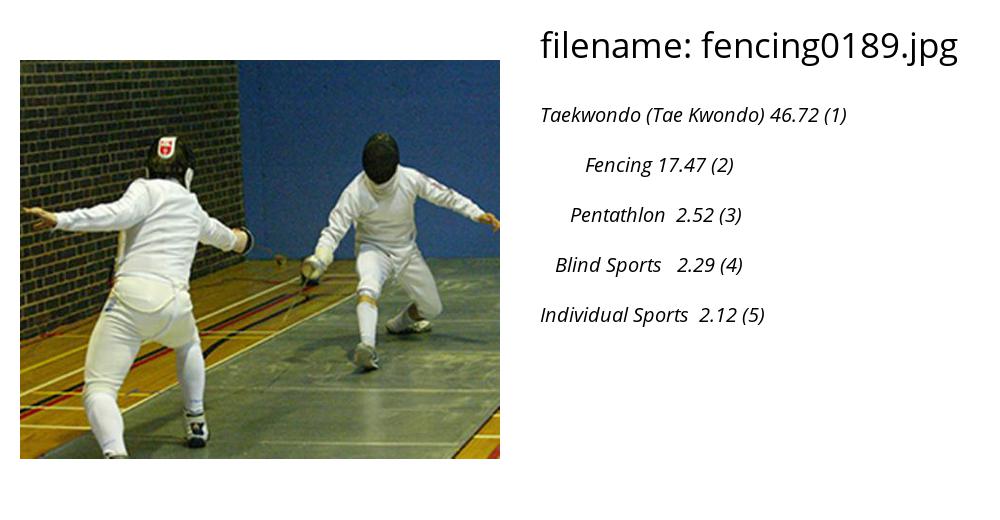 filename: fencing0189.jpg
Taekwondo (Tae Kwondo) 46.72 (1)
Fencing 17.47 (2)
Pentathlon 2.52 (3)
Blind Sports 2.29 (4)
Individual Sports 2.12 (5)